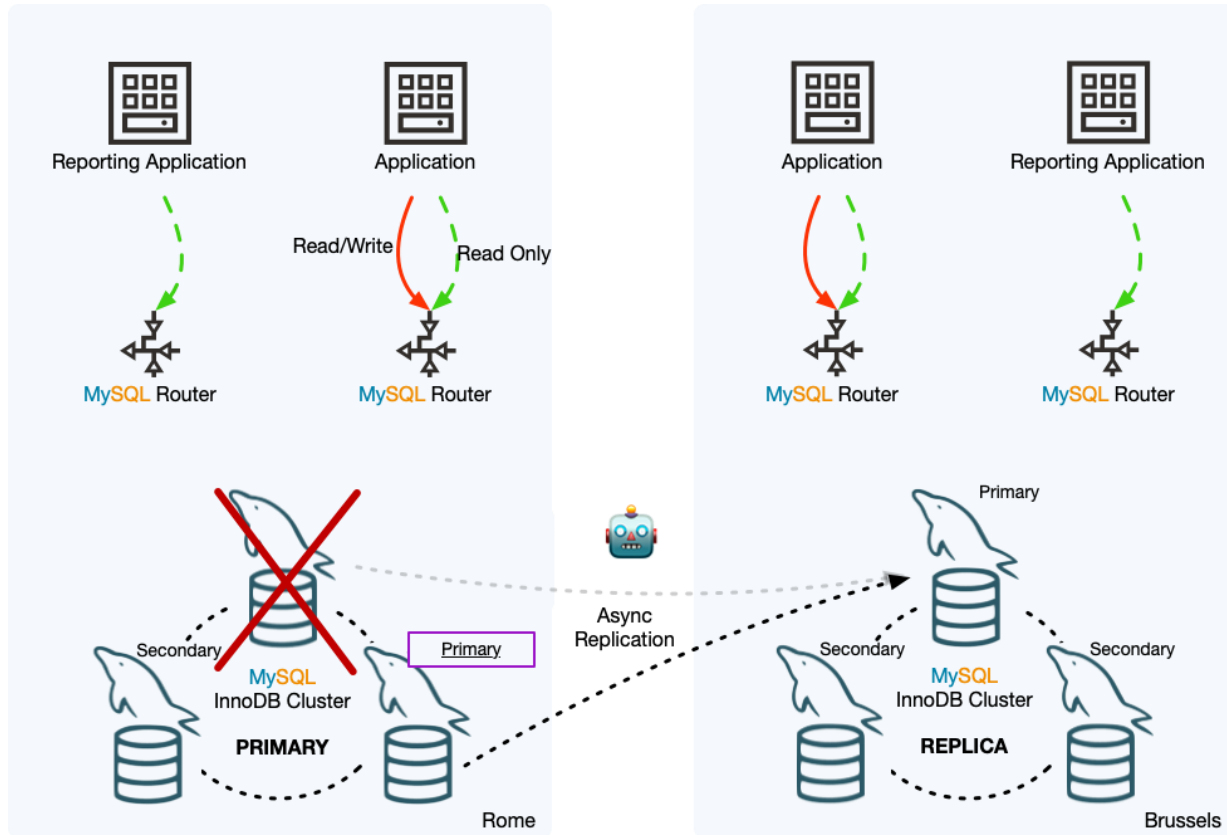 Reporting Application
Application
Application
Reporting Application
Read/Write
Read Only
MySQL Router
MySQL Router
MySQL Router
MySQL Router
Primary
Async
Replication
Secondary
Primary
MySQL
InnoDB Cluster
PRIMARY
Rome
Secondary
Secondary
MySQL
InnoDB Cluster
REPLICA
Brussels